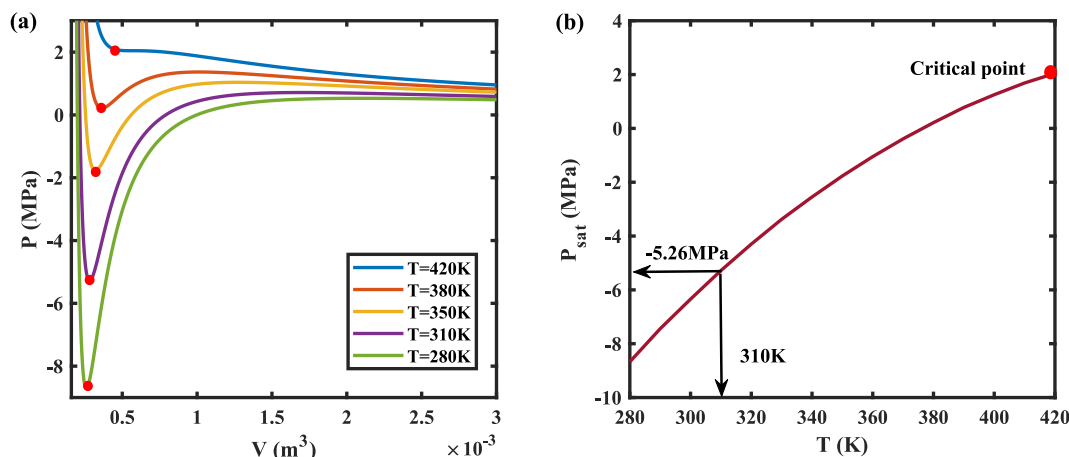 (a)
P (MPa)
2
0
-2
-4
-6
-8
0.5
1
1.5
2
2.5
3
V (m³)
× 10⁻³
T=420K
T=380K
T=350K
T=310K
T=280K
(b)
P_sat (MPa)
4
2
0
-2
-4
-6
-8
-10
280
300
320
340
360
380
400
420
T (K)
Critical point
-5.26MPa
310K